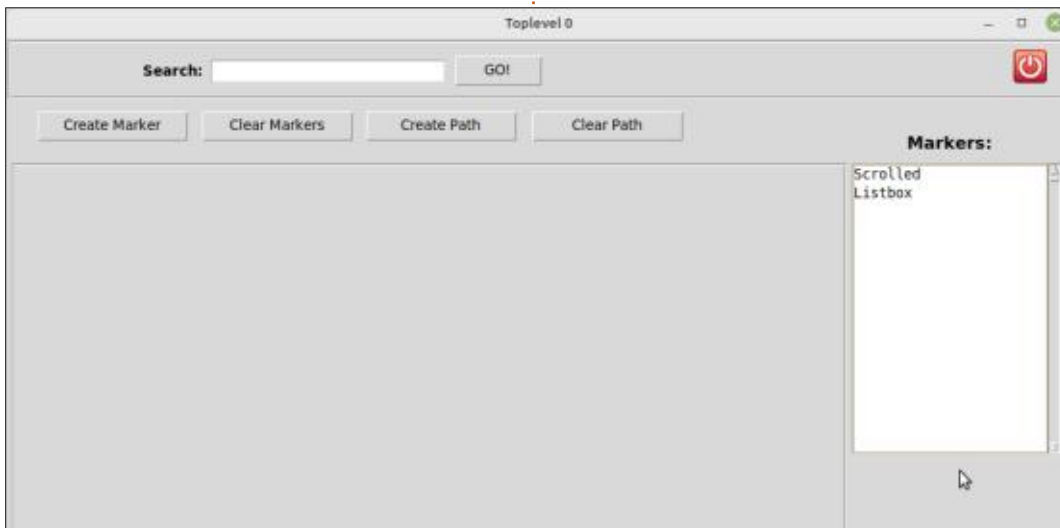 Toplevel 0
Search: GO!
Create Marker Clear Markers Create Path Clear Path
Markers:
Scrolled
Listbox